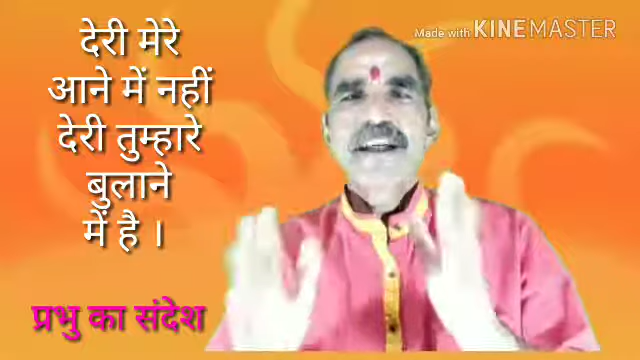 Made with KINEMASTER
देरी मेरे
आने में नहीं
देरी तुम्हारे
बुलाने
में है ।
प्रभु का संदेश